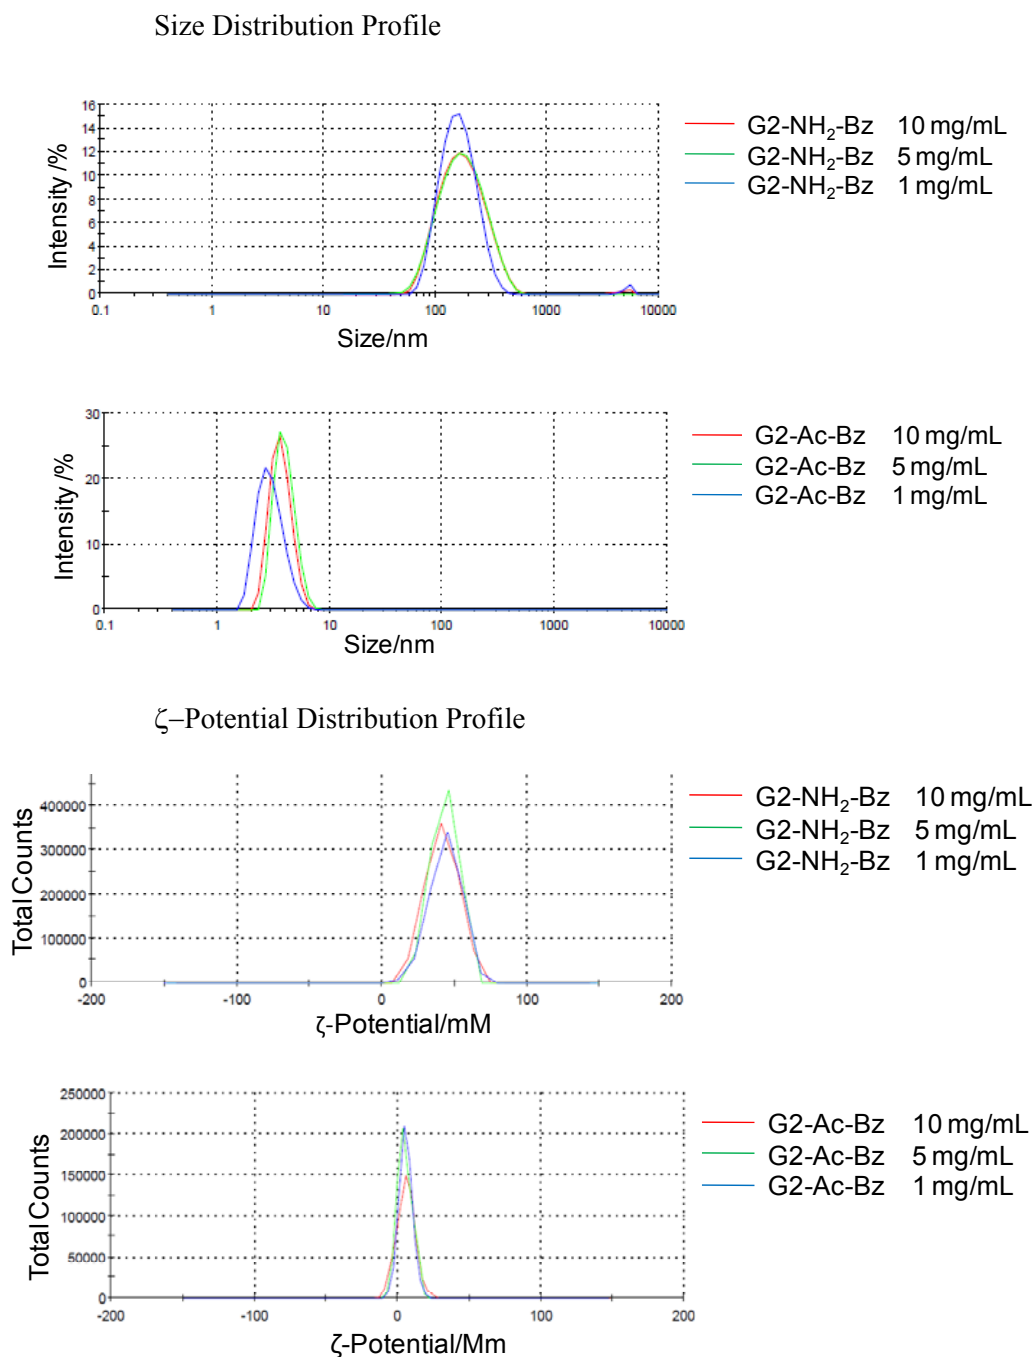 Size Distribution Profile
16
14
12
10
8
6
4
2
0
Intensity /%
0.1 1 10 100 1000 10000
Size/nm
G2-NH₂-Bz 10 mg/mL
G2-NH₂-Bz 5 mg/mL
G2-NH₂-Bz 1 mg/mL
30
20
10
0
Intensity /%
0.1 1 10 100 1000 10000
Size/nm
G2-Ac-Bz 10 mg/mL
G2-Ac-Bz 5 mg/mL
G2-Ac-Bz 1 mg/mL
ζ–Potential Distribution Profile
400000
300000
200000
100000
0
Total Counts
-200 -100 0 100 200
ζ-Potential/mM
G2-NH₂-Bz 10 mg/mL
G2-NH₂-Bz 5 mg/mL
G2-NH₂-Bz 1 mg/mL
250000
200000
150000
100000
50000
0
Total Counts
-200 -100 0 100 200
ζ-Potential/Mm
G2-Ac-Bz 10 mg/mL
G2-Ac-Bz 5 mg/mL
G2-Ac-Bz 1 mg/mL